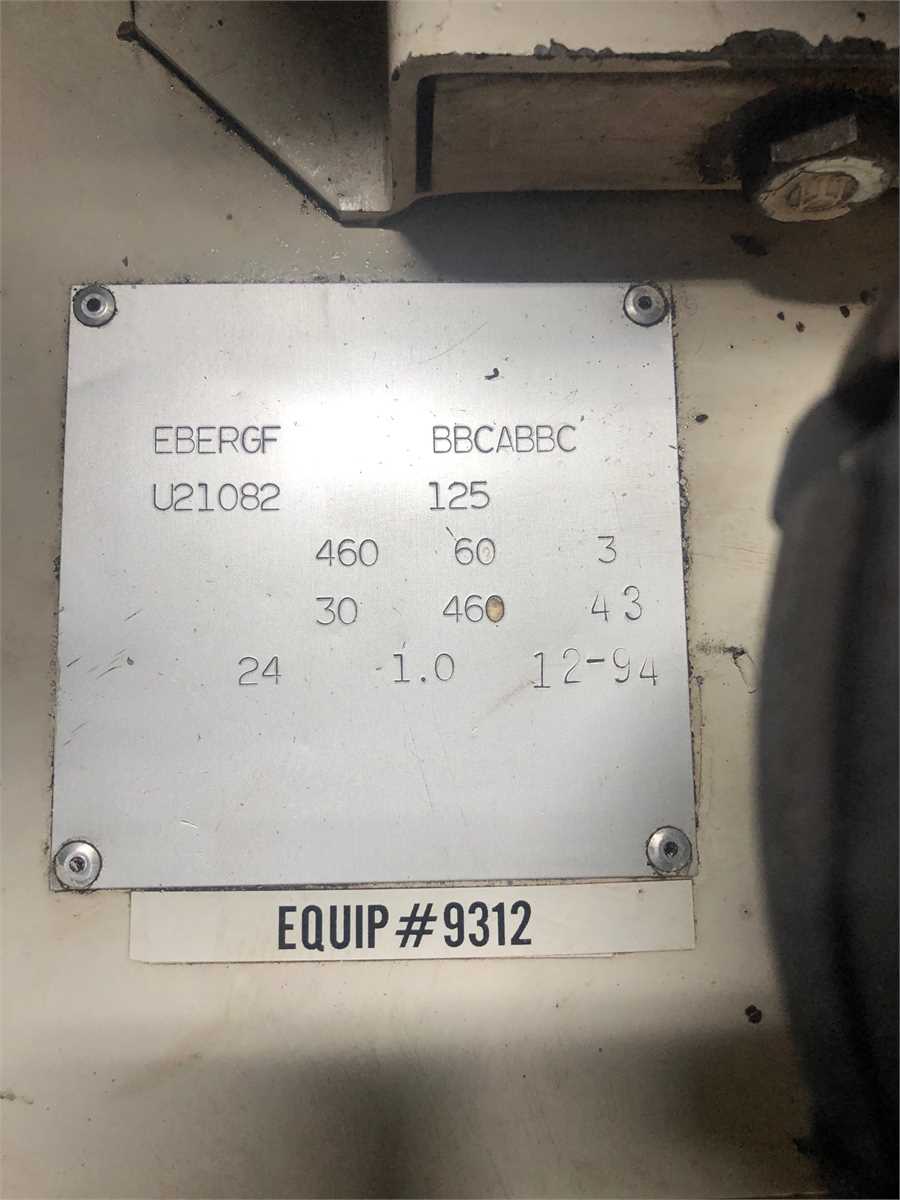 EBERGF BBCABBC
U21082 125
460 60 3
30 460 43
24 1.0 12-94
EQUIP #9312